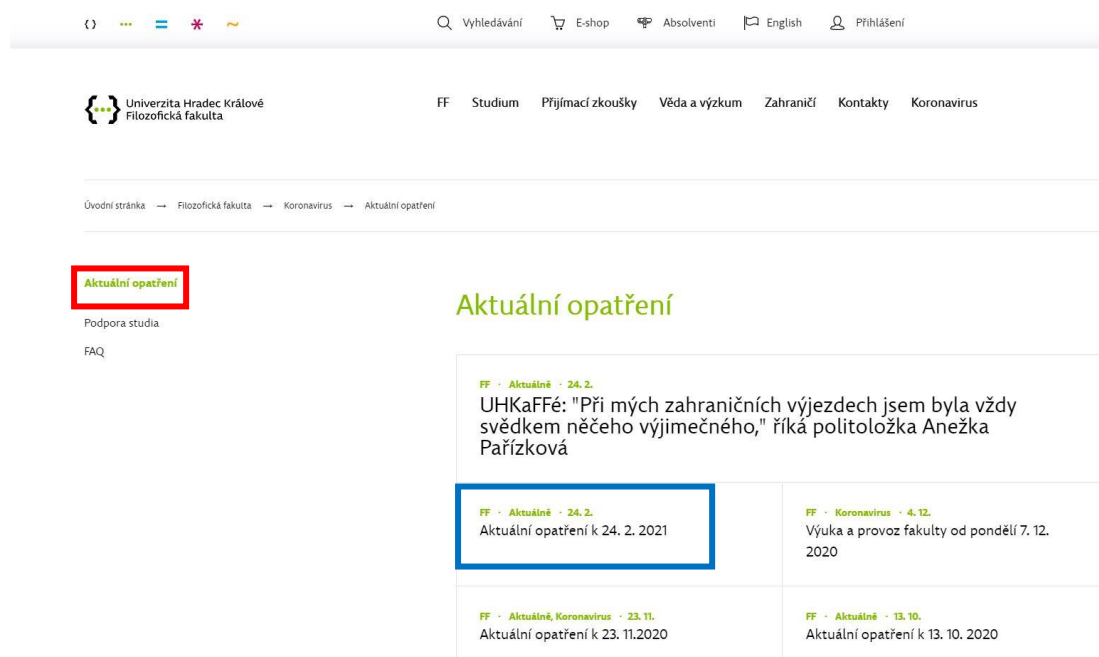 Vyhledávání E-shop Absolventi English Přihlášení
{···} Univerzita Hradec Králové
Filozofická fakulta
FF Studium Přijímací zkoušky Věda a výzkum Zahraničí Kontakty Koronavirus
Úvodní stránka → Filozofická fakulta → Koronavirus → Aktuální opatření
Aktuální opatření
Podpora studia
FAQ
Aktuální opatření
FF · Aktuálně · 24. 2.
UHKaFFé: "Při mých zahraničních výjezdech jsem byla vždy
svědkem něčeho výjimečného," říká politoložka Anežka
Pařízková
FF · Aktuálně · 24. 2.
Aktuální opatření k 24. 2. 2021
FF · Koronavirus · 4. 12.
Výuka a provoz fakulty od pondělí 7. 12.
2020
FF · Aktuálně, Koronavirus · 23. 11.
Aktuální opatření k 23. 11.2020
FF · Aktuálně · 13. 10.
Aktuální opatření k 13. 10. 2020